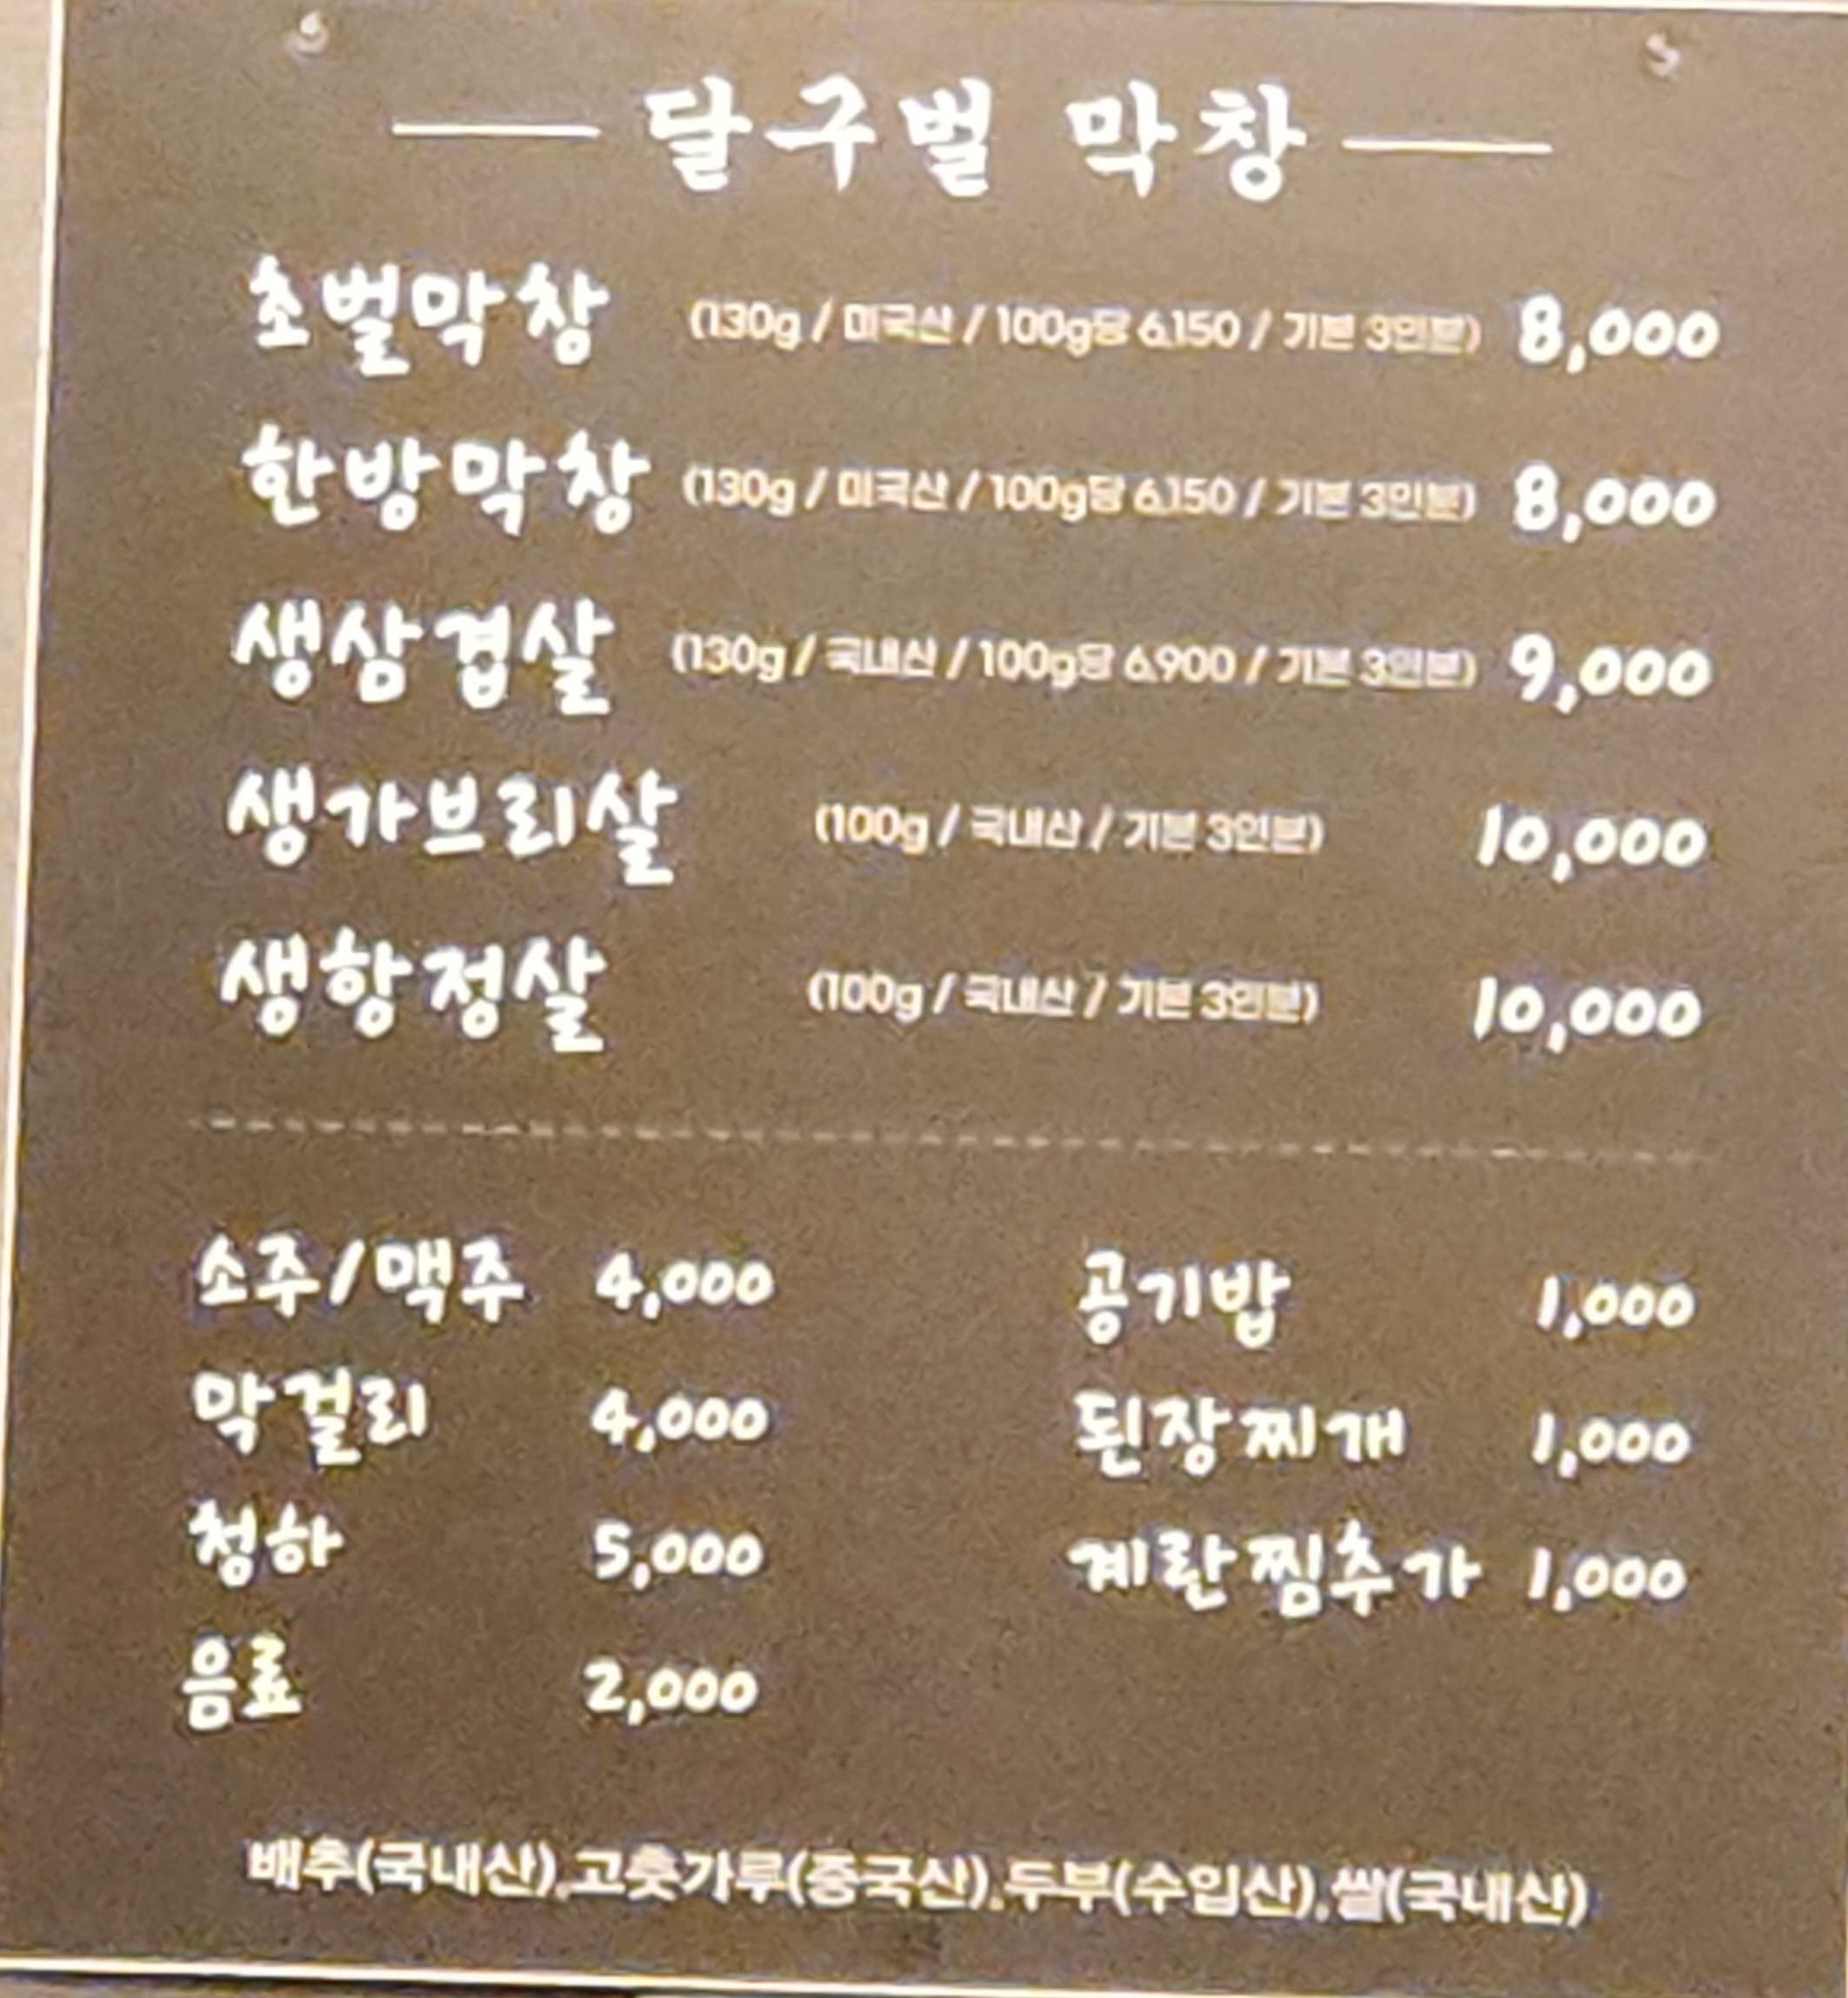 달구벌 막창
초벌막창 (130g / 미국산 / 100g당 6,150 / 기본 3인분) 8,000
한방막창 (130g / 미국산 / 100g당 6,150 / 기본 3인분) 8,000
생삼겹살 (130g / 국내산 / 100g당 6,900 / 기본 3인분) 9,000
생가브리살 (100g / 국내산 / 기본 3인분) 10,000
생항정살 (100g / 국내산 / 기본 3인분) 10,000
소주/맥주 4,000 공기밥 1,000
막걸리 4,000 된장찌개 1,000
청하 5,000 계란찜추가 1,000
음료 2,000
배추(국내산),고춧가루(중국산),두부(수입산),쌀(국내산)